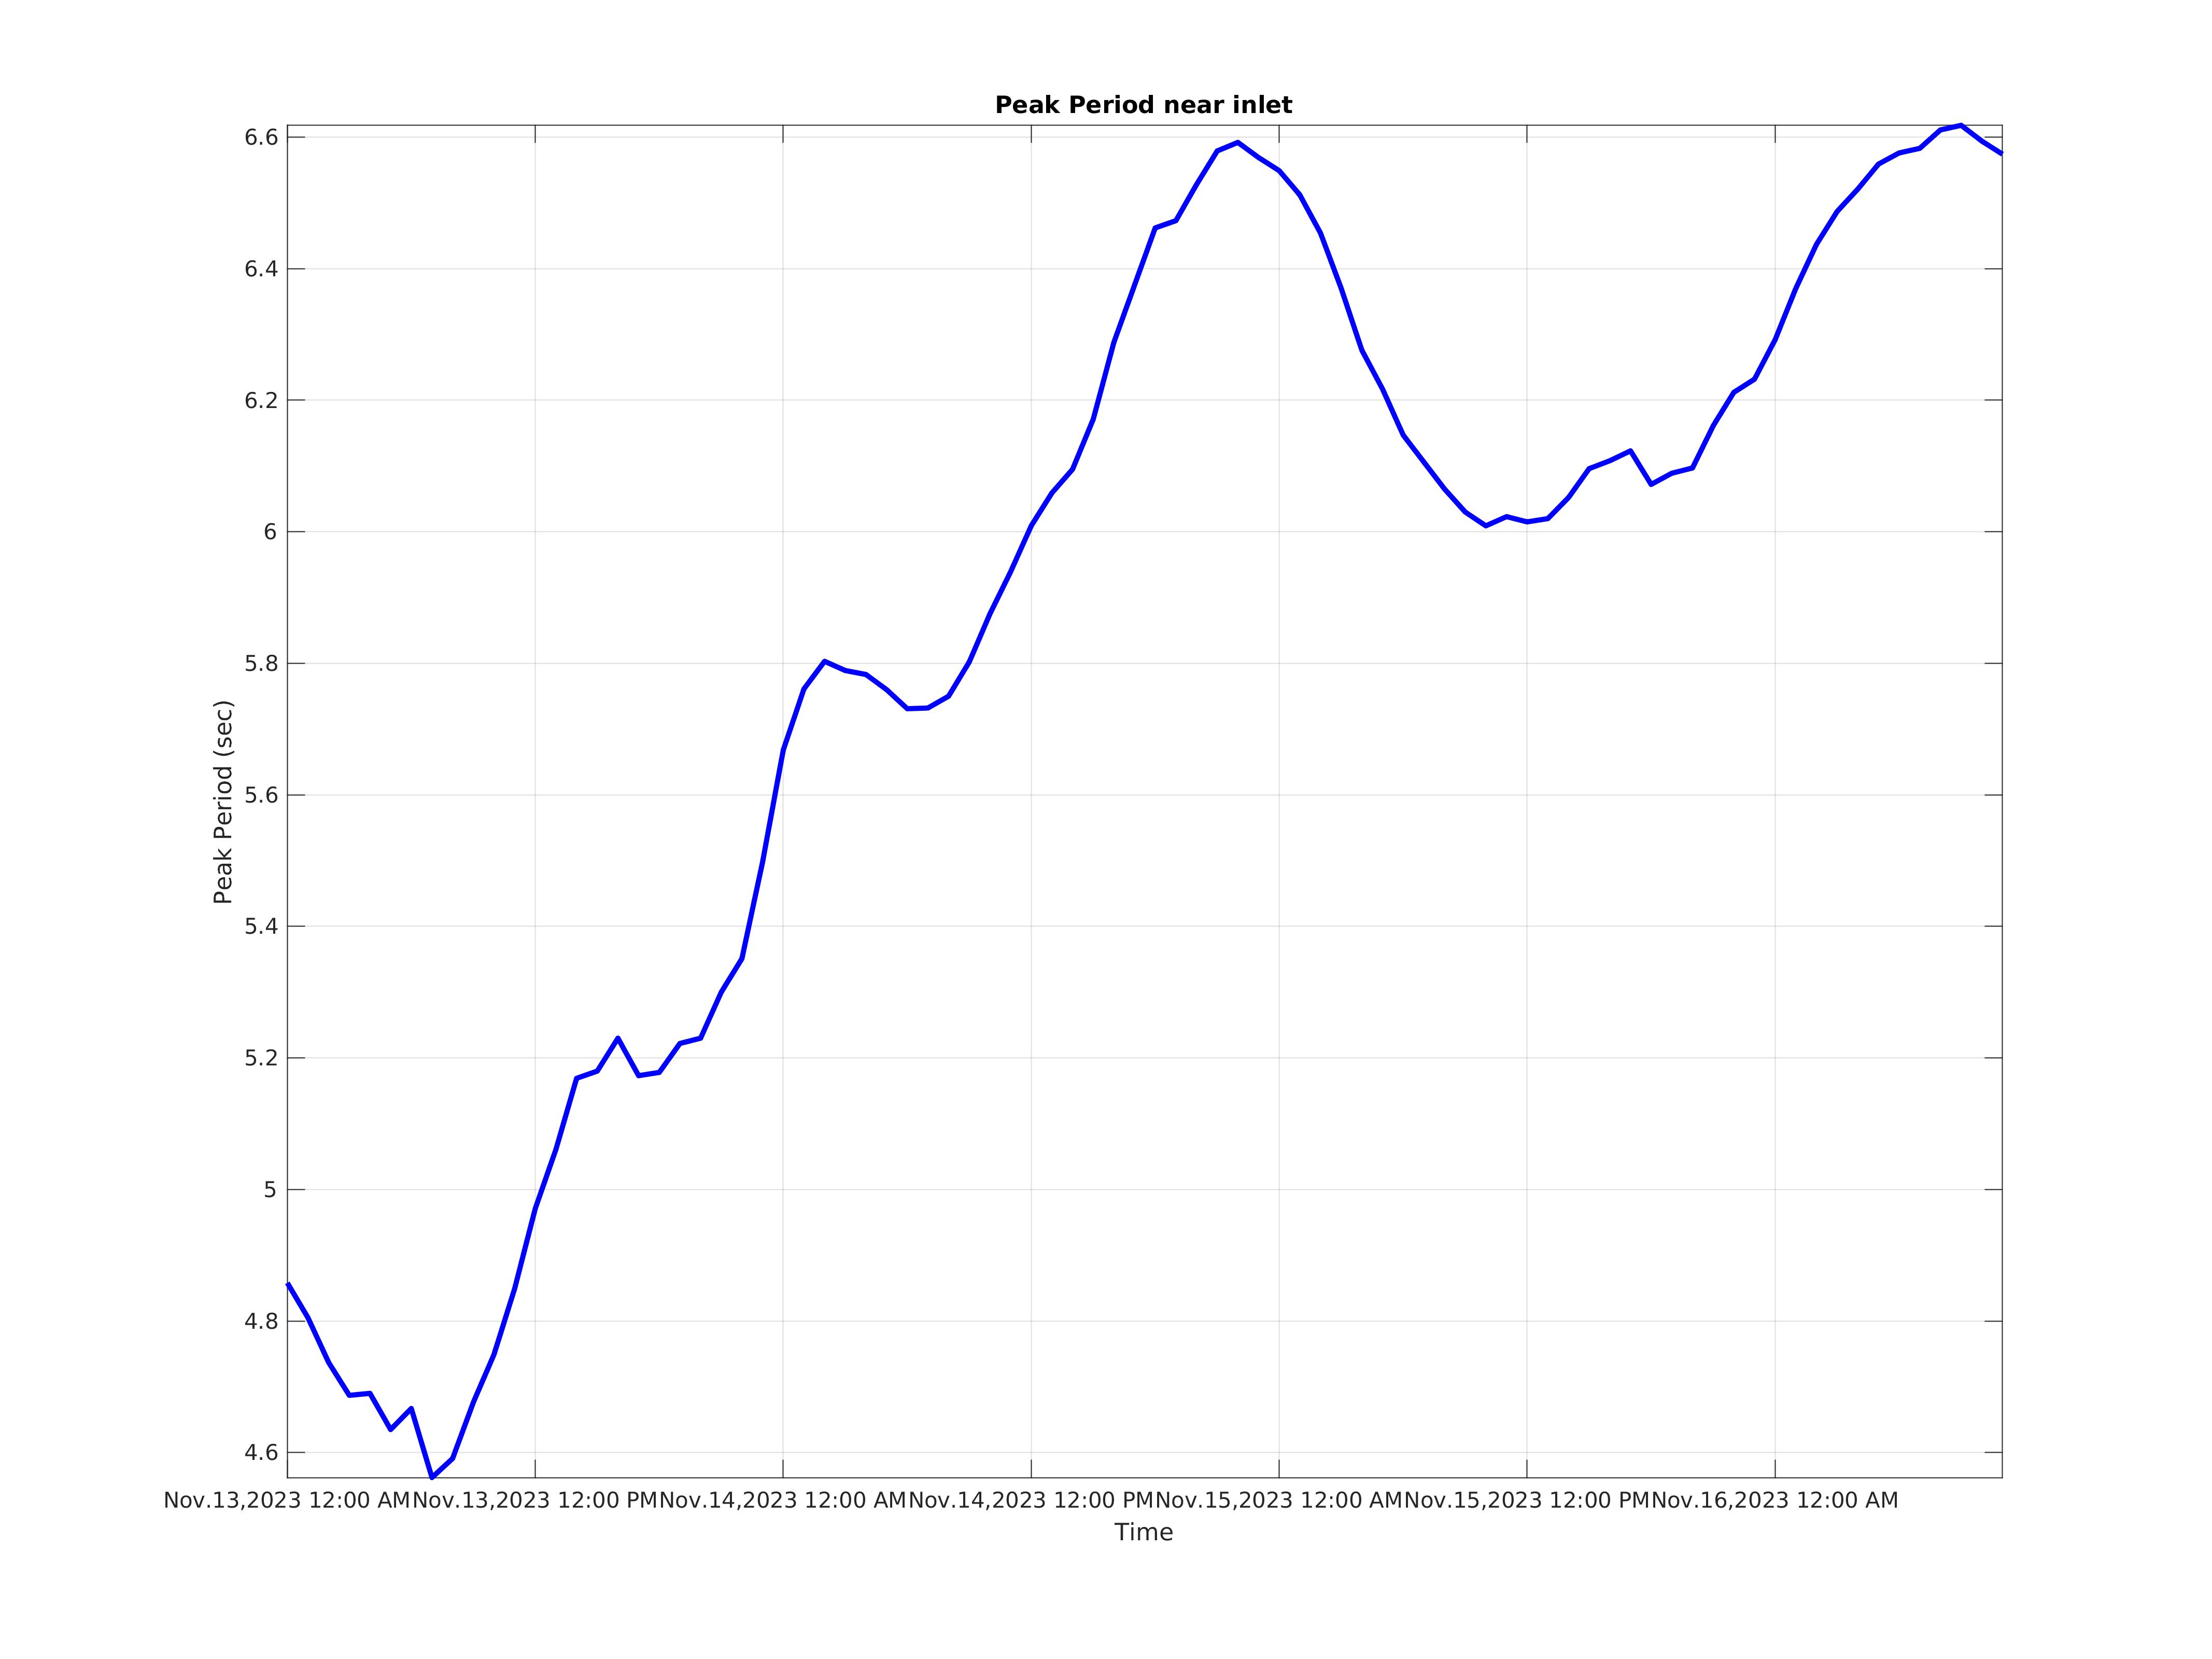 Peak Period near inlet
6.6
6.4
6.2
6
5.8
5.6
5.4
5.2
5
4.8
4.6
Peak Period (sec)
Nov.13,2023 12:00 AM Nov.13,2023 12:00 PM Nov.14,2023 12:00 AM Nov.14,2023 12:00 PM Nov.15,2023 12:00 AM Nov.15,2023 12:00 PM Nov.16,2023 12:00 AM
Time